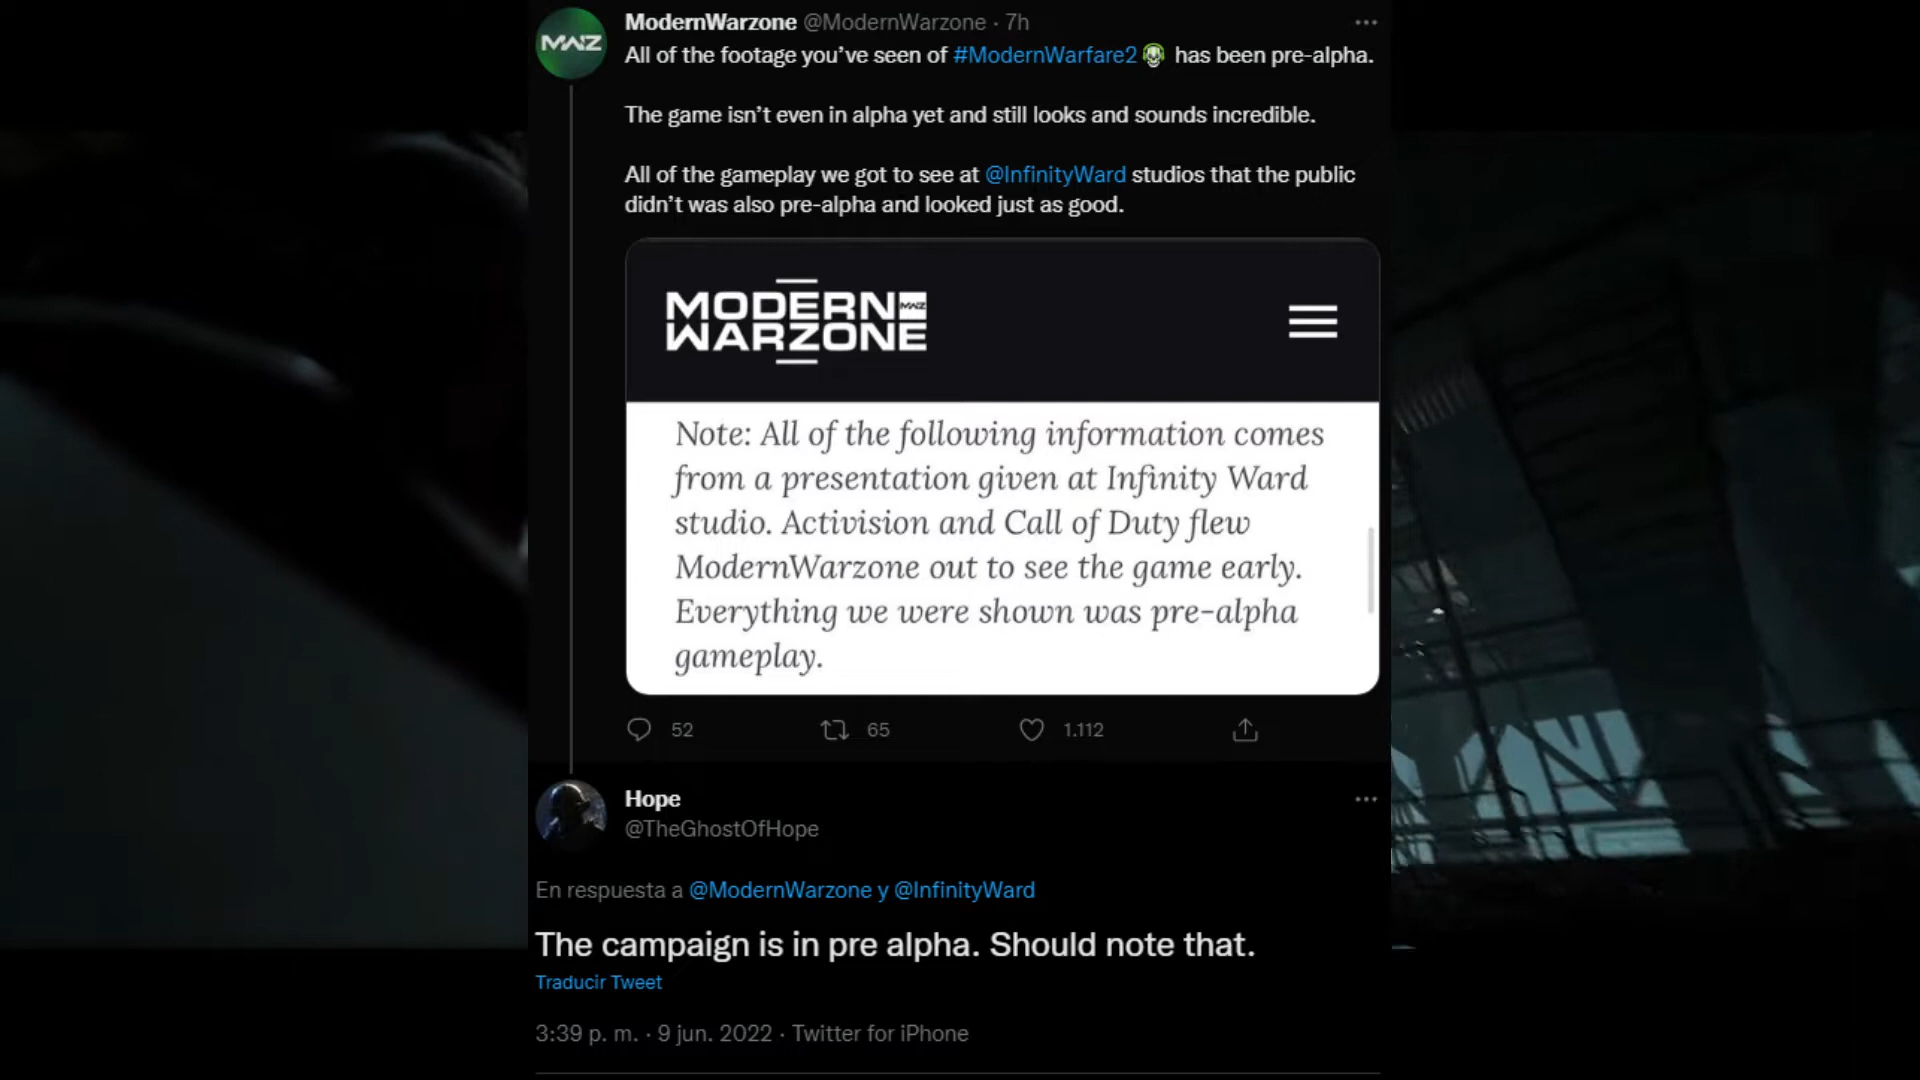 ModernWarzone @ModernWarzone · 7h
MWZ
All of the footage you’ve seen of #ModernWarfare2 has been pre-alpha.
The game isn’t even in alpha yet and still looks and sounds incredible.
All of the gameplay we got to see at @InfinityWard studios that the public
didn’t was also pre-alpha and looked just as good.
MODERN MWZ
WARZONE
Note: All of the following information comes
from a presentation given at Infinity Ward
studio. Activision and Call of Duty flew
ModernWarzone out to see the game early.
Everything we were shown was pre-alpha
gameplay.
52 65 1.112
Hope
@TheGhostOfHope
En respuesta a @ModernWarzone y @InfinityWard
The campaign is in pre alpha. Should note that.
Traducir Tweet
3:39 p. m. · 9 jun. 2022 · Twitter for iPhone